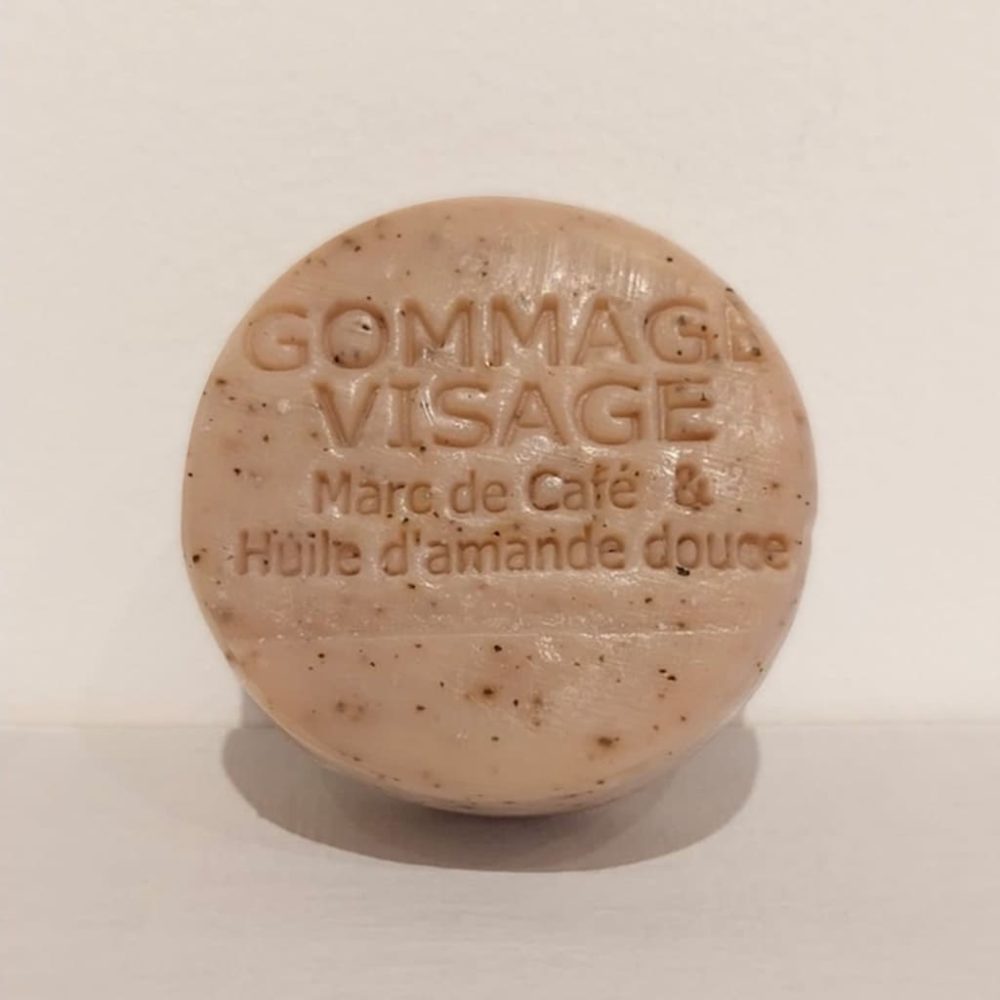 GOMMAGE
VISAGE
Marc de Café &
Huile d'amande douce